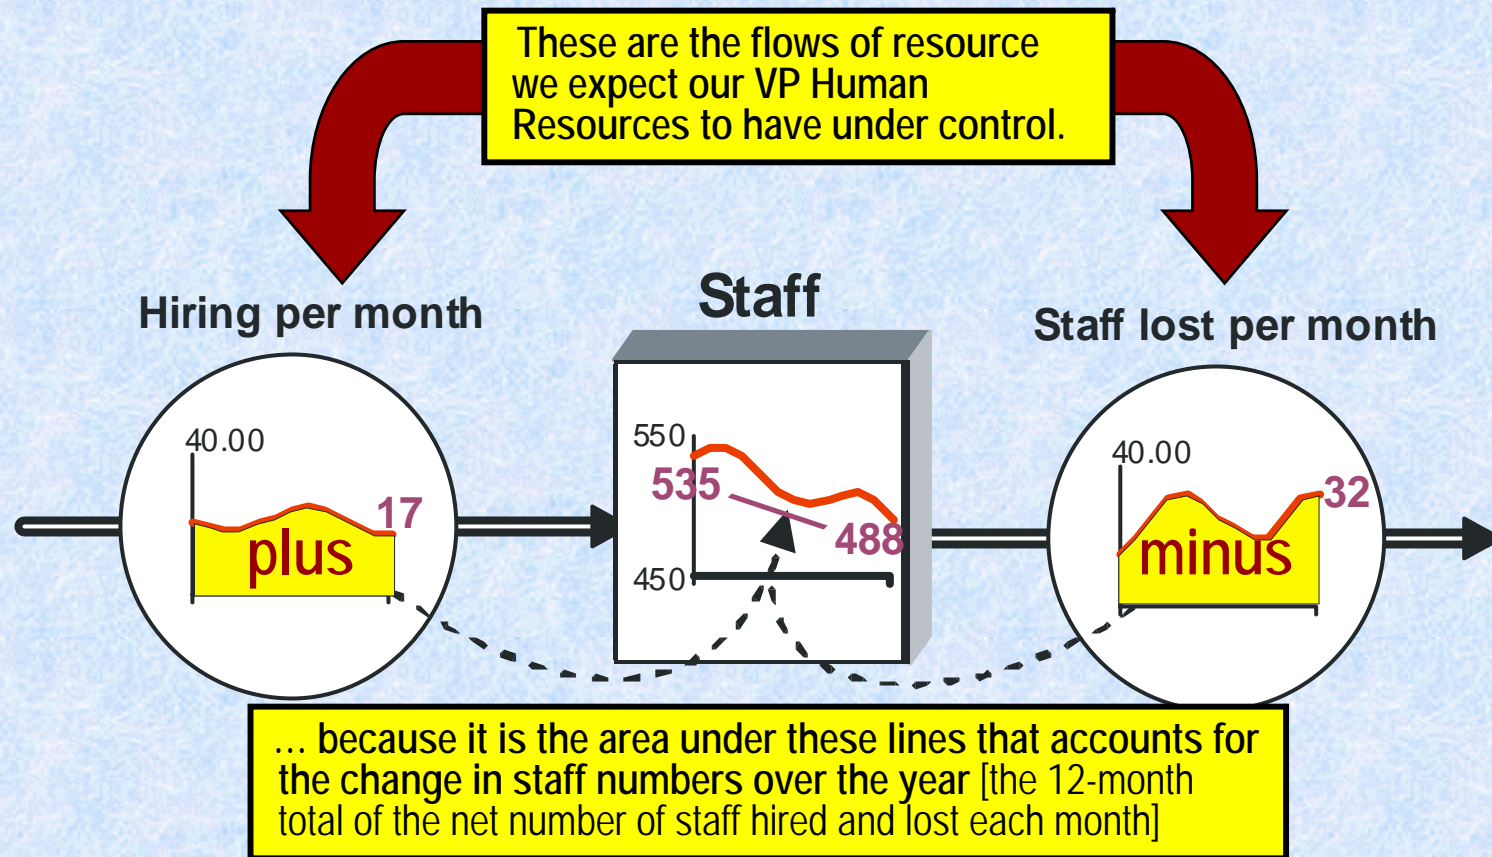 These are the flows of resource
we expect our VP Human
Resources to have under control.
Hiring per month
Staff
Staff lost per month
40.00
17
plus
550
535
488
450
40.00
32
minus
... because it is the area under these lines that accounts for
the change in staff numbers over the year [the 12-month
total of the net number of staff hired and lost each month]